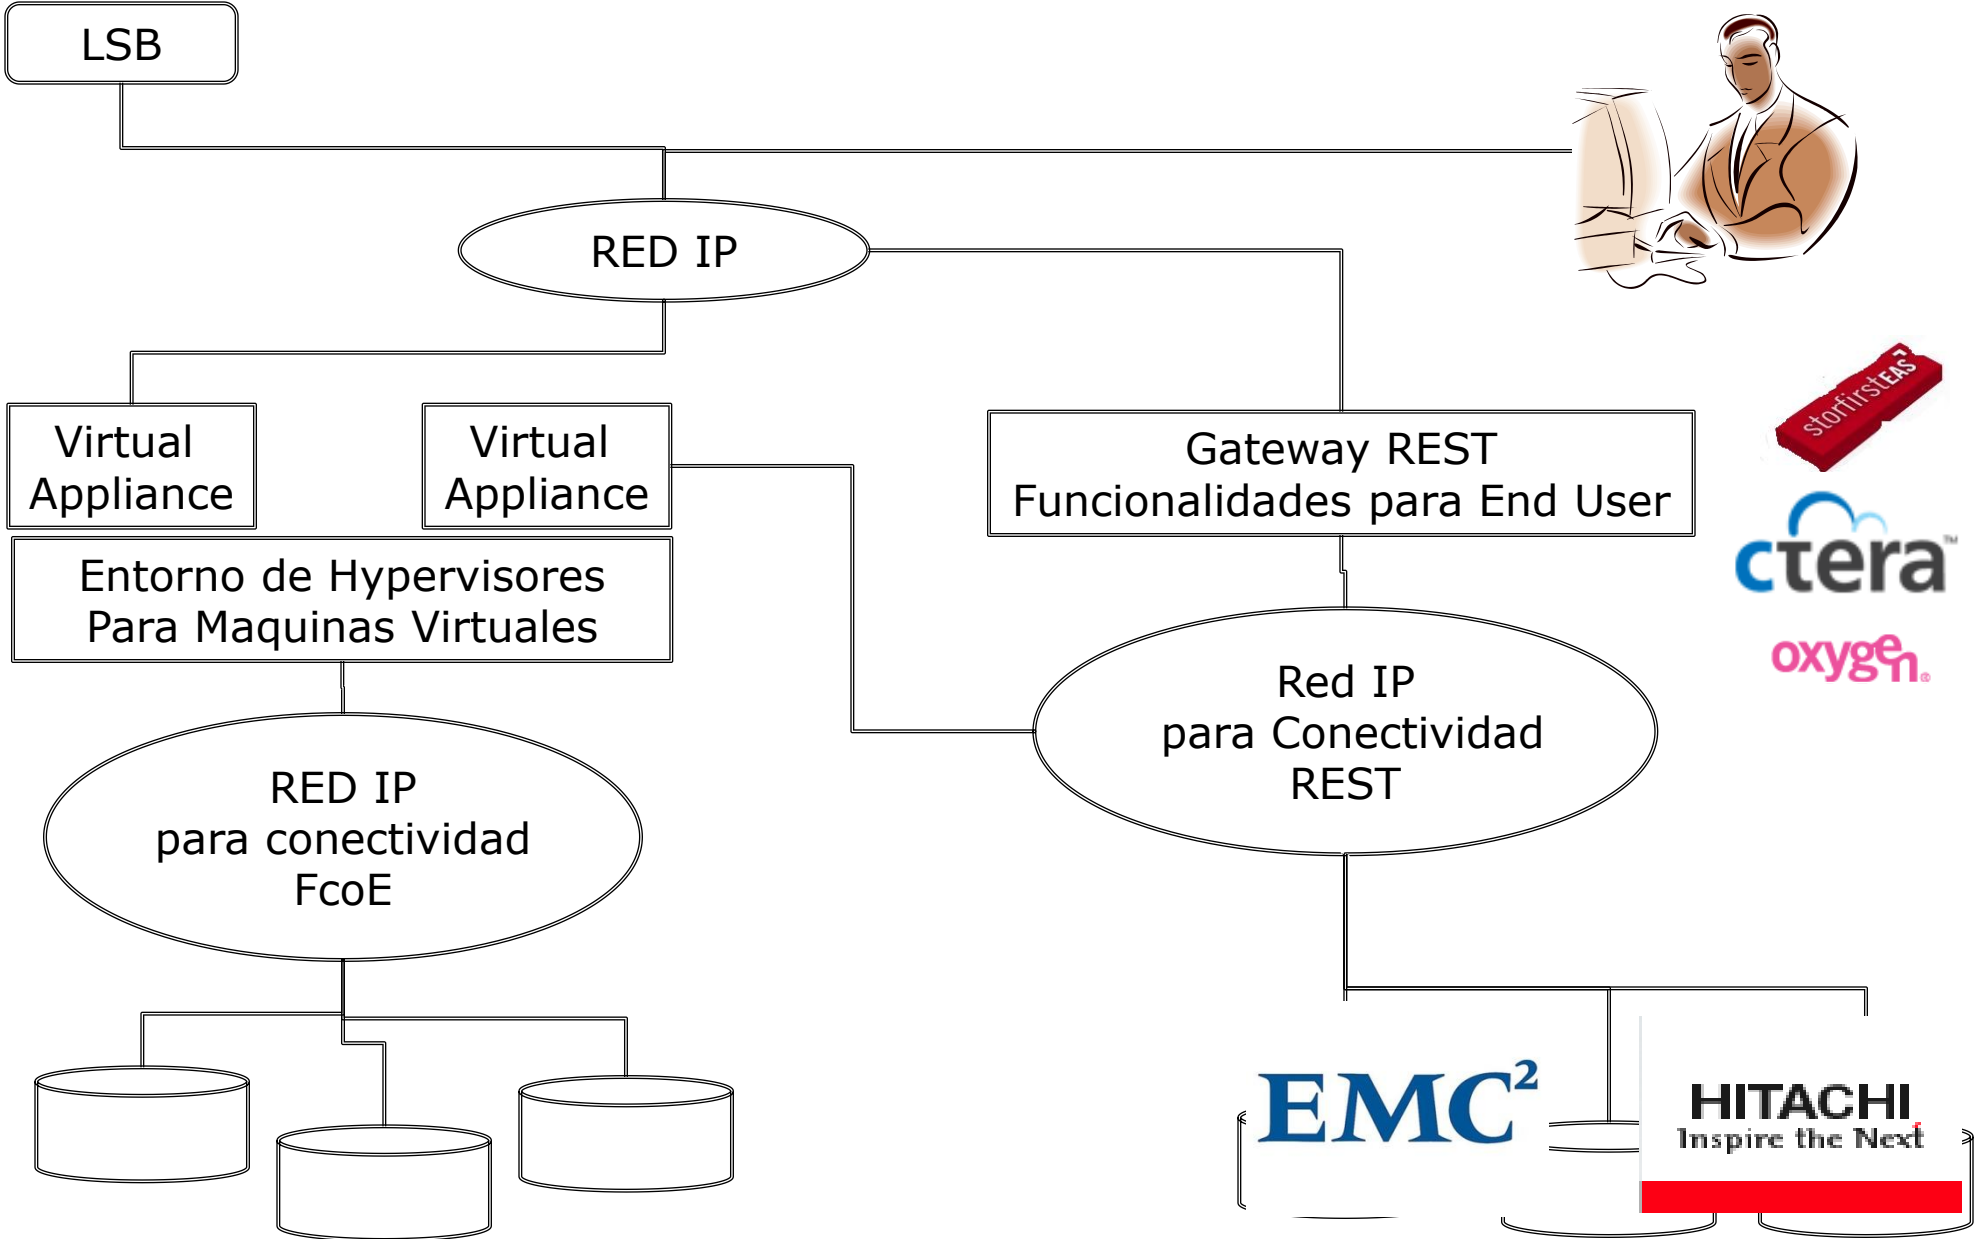 LSB
RED IP
Virtual
Appliance
Virtual
Appliance
Gateway REST
Funcionalidades para End User
storfirstEAS
ctera™
oxygen®
Entorno de Hypervisores
Para Maquinas Virtuales
Red IP
para Conectividad
REST
RED IP
para conectividad
FcoE
EMC²
HITACHI
Inspire the Next